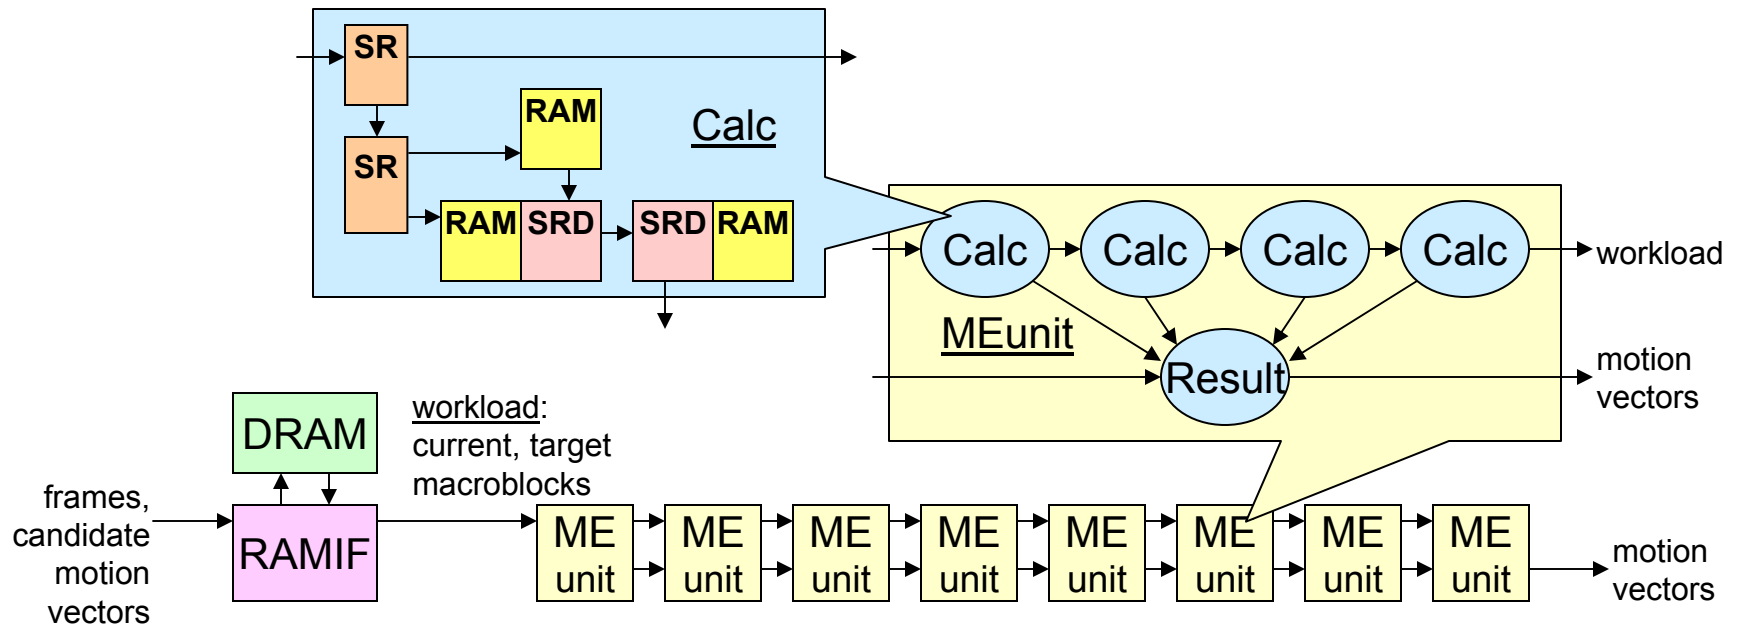 SR
SR
RAM
Calc
RAM SRD
SRD RAM
Calc
Calc
Calc
Calc
workload
MEunit
Result
motion
vectors
DRAM
workload:
current, target
macroblocks
frames,
candidate
motion
vectors
RAMIF
ME
unit
ME
unit
ME
unit
ME
unit
ME
unit
ME
unit
ME
unit
ME
unit
motion
vectors